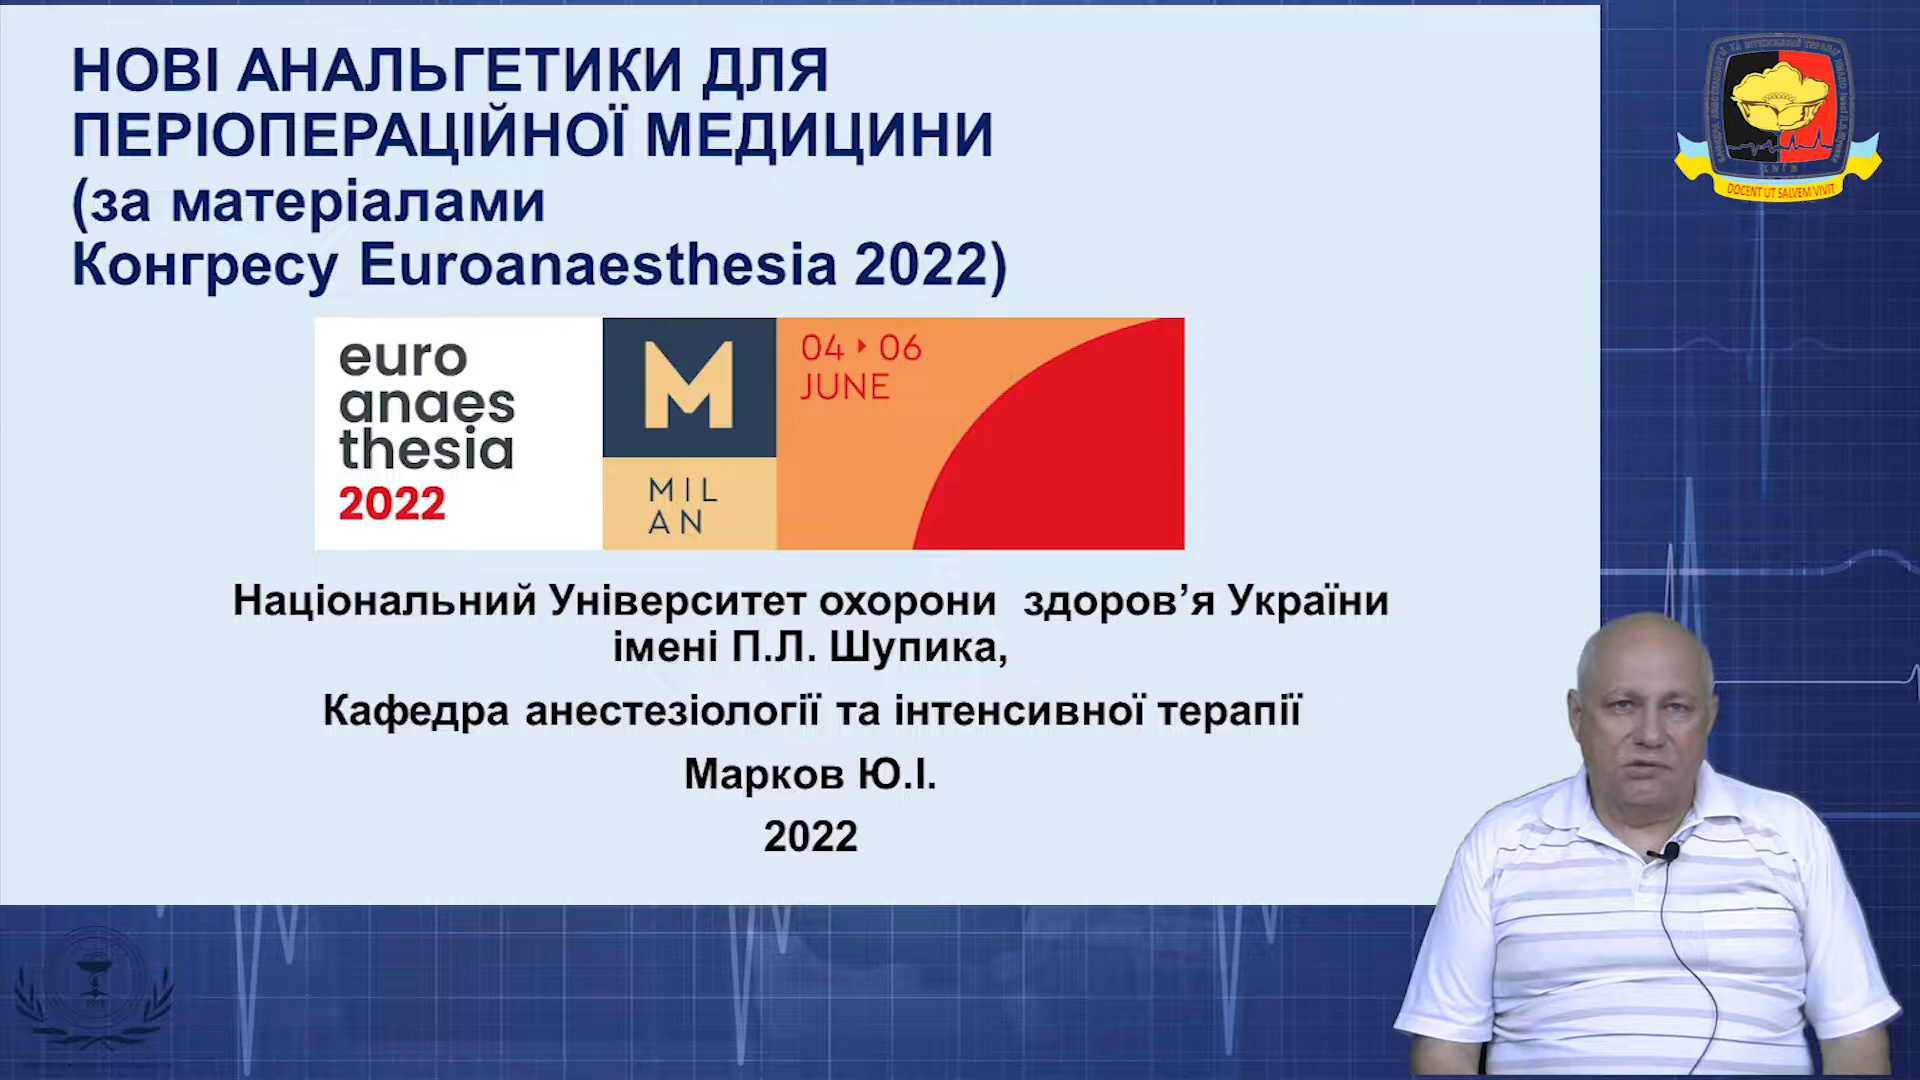 НОВІ АНАЛЬГЕТИКИ ДЛЯ
ПЕРІОПЕРАЦІЙНОЇ МЕДИЦИНИ
(за матеріалами
Конгресу Euroanaesthesia 2022)
euro
anaes
thesia
2022
M
MIL
AN
04 ▸ 06
JUNE
Національний Університет охорони здоров’я України
імені П.Л. Шупика,
Кафедра анестезіології та інтенсивної терапії
Марков Ю.І.
2022
КИЇВ
DOCENT UT SALVEM VIVIT